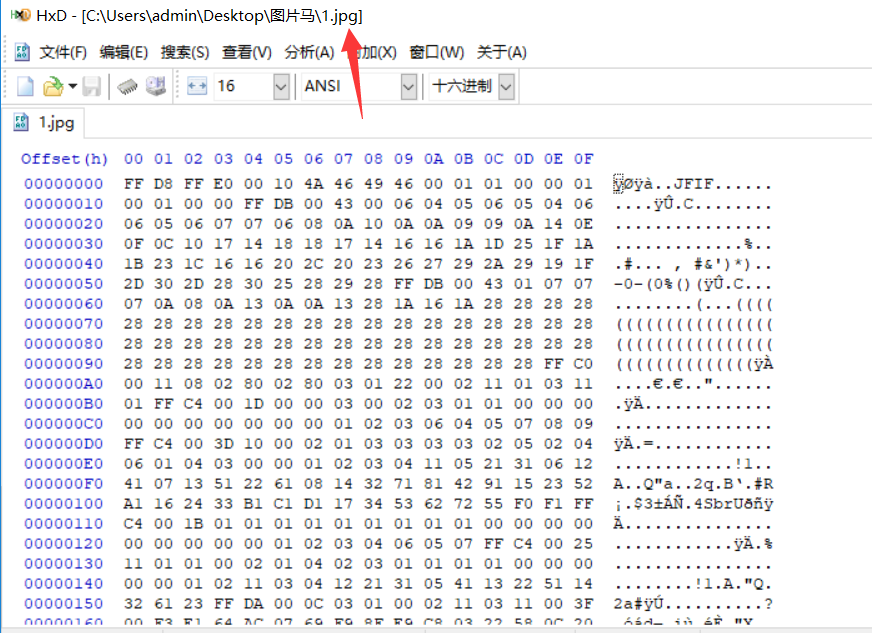 HxD - [C:\Users\admin\Desktop\图片马\1.jpg]
文件(F) 编辑(E) 搜索(S) 查看(V) 分析(A) 加(X) 窗口(W) 关于(A)
16 ANSI 十六进制
1.jpg
Offset(h) 00 01 02 03 04 05 06 07 08 09 0A 0B 0C 0D 0E 0F
00000000 FF D8 FF E0 00 10 4A 46 49 46 00 01 01 00 00 01 ÿØÿà..JFIF......
00000010 00 01 00 00 FF DB 00 43 00 06 04 05 06 05 04 06 ....ÿÛ.C........
00000020 06 05 06 07 07 06 08 0A 10 0A 0A 09 09 0A 14 0E ................
00000030 0F 0C 10 17 14 18 18 17 14 16 16 1A 1D 25 1F 1A .............%..
00000040 1B 23 1C 16 16 20 2C 20 23 26 27 29 2A 29 19 1F .#... , #&')*)..
00000050 2D 30 2D 28 30 25 28 29 28 FF DB 00 43 01 07 07 -0-(0%()(ÿÛ.C...
00000060 07 0A 08 0A 13 0A 0A 13 28 1A 16 1A 28 28 28 28 ........(...((((
00000070 28 28 28 28 28 28 28 28 28 28 28 28 28 28 28 28 ((((((((((((((((
00000080 28 28 28 28 28 28 28 28 28 28 28 28 28 28 28 28 ((((((((((((((((
00000090 28 28 28 28 28 28 28 28 28 28 28 28 28 28 FF C0 ((((((((((((((ÿÀ
000000A0 00 11 08 02 80 02 80 03 01 22 00 02 11 01 03 11 ....€.€.."......
000000B0 01 FF C4 00 1D 00 00 03 00 02 03 01 01 00 00 00 .ÿÄ.............
000000C0 00 00 00 00 00 00 00 01 02 03 06 04 05 07 08 09 ................
000000D0 FF C4 00 3D 10 00 02 01 03 03 03 03 02 05 02 04 ÿÄ.=............
000000E0 06 01 04 03 00 00 01 02 03 04 11 05 21 31 06 12 ............!1..
000000F0 41 07 13 51 22 61 08 14 32 71 81 42 91 15 23 52 A..Q"a..2q.B‘.#R
00000100 A1 16 24 33 B1 C1 D1 17 34 53 62 72 55 F0 F1 FF ¡.$3±ÁÑ.4SbrUðñÿ
00000110 C4 00 1B 01 01 01 01 01 01 01 01 01 00 00 00 00 Ä...............
00000120 00 00 00 00 00 01 02 03 04 06 05 07 FF C4 00 25 ............ÿÄ.%
00000130 11 01 01 00 02 01 04 02 03 01 01 01 01 00 00 00 ................
00000140 00 00 01 02 11 03 04 12 21 31 05 41 13 22 51 14 ........!1.A."Q.
00000150 32 61 23 FF DA 00 0C 03 01 00 02 11 03 11 00 3F 2a#ÿÚ..........?
00000160 00 F3 F1 64 AC 07 69 F9 8F E9 C8 03 22 58 0C 20